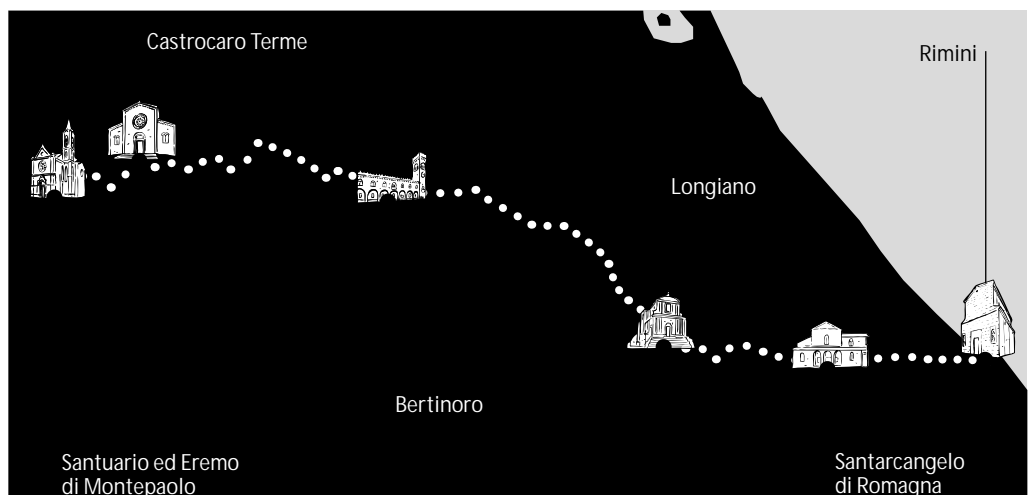 Castrocaro Terme
Rimini
Longiano
Bertinoro
Santuario ed Eremo
di Montepaolo
Santarcangelo
di Romagna